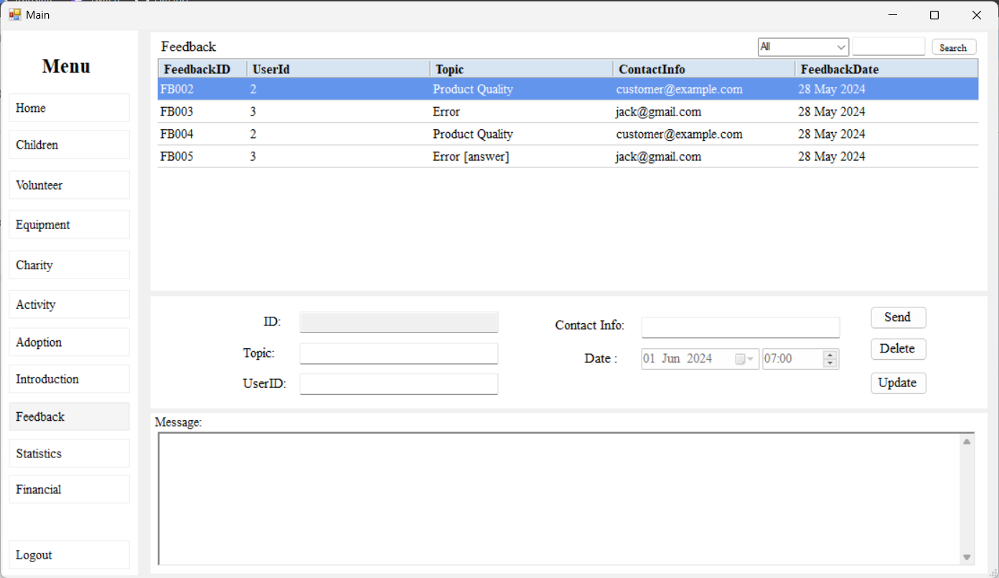 Main
Menu
Home
Children
Volunteer
Equipment
Charity
Activity
Adoption
Introduction
Feedback
Statistics
Financial
Logout
Feedback All Search
FeedbackID UserId Topic ContactInfo FeedbackDate
FB002 2 Product Quality customer@example.com 28 May 2024
FB003 3 Error jack@gmail.com 28 May 2024
FB004 2 Product Quality customer@example.com 28 May 2024
FB005 3 Error [answer] jack@gmail.com 28 May 2024
ID:
Topic:
UserID:
Contact Info:
Date : 01 Jun 2024 07:00
Send
Delete
Update
Message: